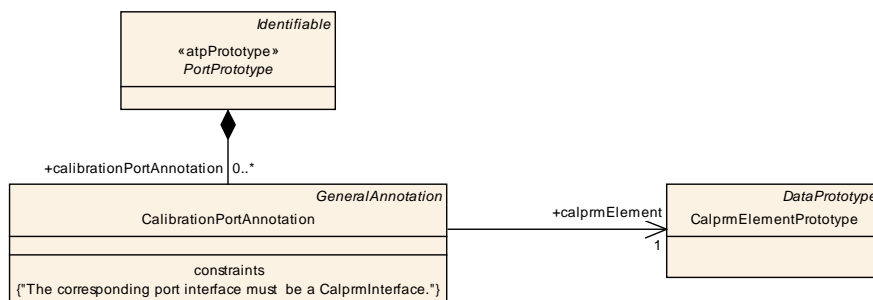 Identifiable
«atpPrototype»
PortPrototype
+calibrationPortAnnotation 0..*
GeneralAnnotation
CalibrationPortAnnotation
constraints
{"The corresponding port interface must be a CalprmInterface."}
+calprmElement
1
DataPrototype
CalprmElementPrototype